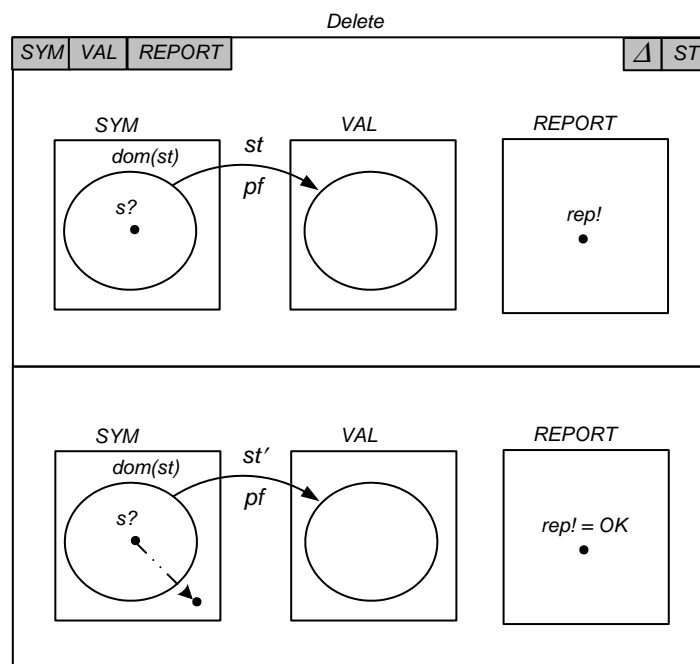 Delete
SYM VAL REPORT Δ ST
SYM VAL REPORT
dom(st) st
s? pf rep!
SYM VAL REPORT
dom(st) st′
s? pf rep! = OK